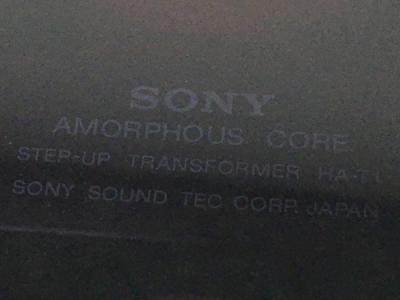 SONY
AMORPHOUS CORE
STEP-UP TRANSFORMER HA-T1
SONY SOUND TEC CORP. JAPAN